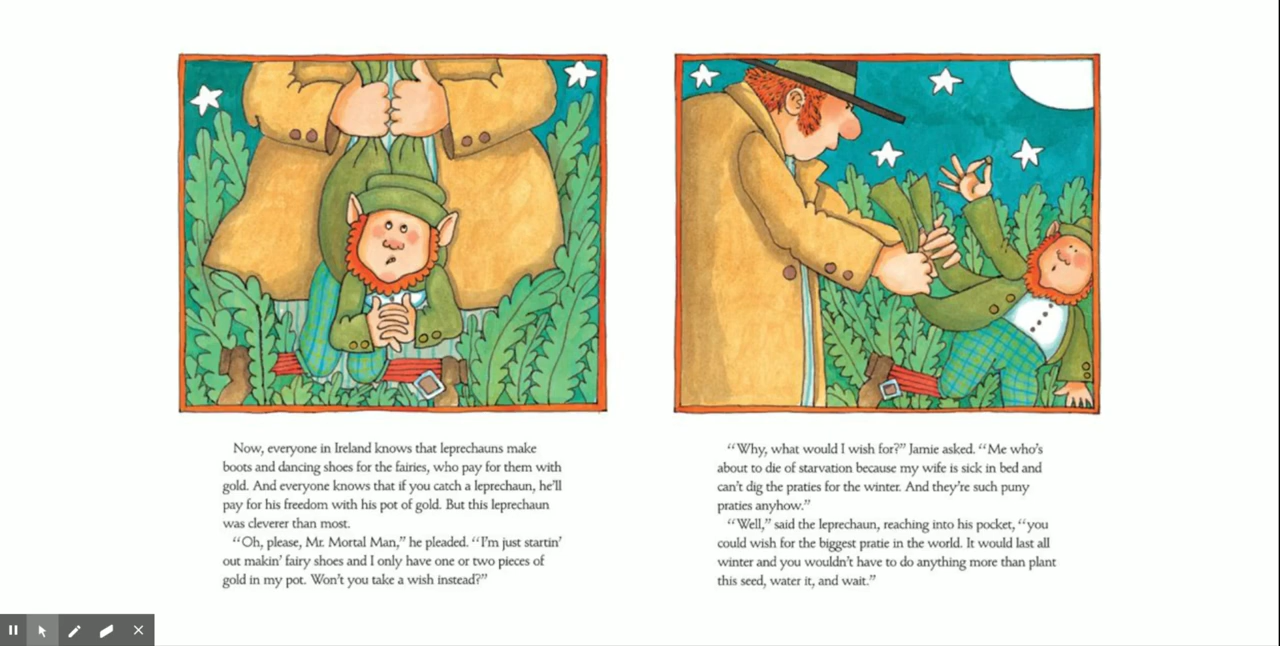 Now, everyone in Ireland knows that leprechauns make
boots and dancing shoes for the fairies, who pay for them with
gold. And everyone knows that if you catch a leprechaun, he'll
pay for his freedom with his pot of gold. But this leprechaun
was cleverer than most.
“Oh, please, Mr. Mortal Man,” he pleaded. “I'm just startin'
out makin' fairy shoes and I only have one or two pieces of
gold in my pot. Won't you take a wish instead?”
“Why, what would I wish for?” Jamie asked. “Me who's
about to die of starvation because my wife is sick in bed and
can't dig the praties for the winter. And they're such puny
praties anyhow.”
“Well,” said the leprechaun, reaching into his pocket, “you
could wish for the biggest pratie in the world. It would last all
winter and you wouldn't have to do anything more than plant
this seed, water it, and wait.”